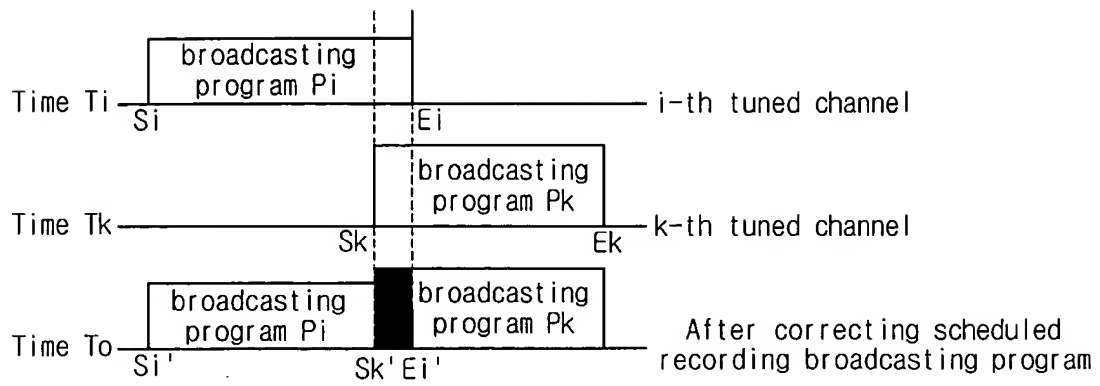 broadcasting
program Pi
Time Ti
i-th tuned channel
Si
Ei
broadcasting
program Pk
Time Tk
k-th tuned channel
Sk
Ek
broadcasting
program Pi
broadcasting
program Pk
Time To
After correcting scheduled
recording broadcasting program
Si'
Sk'Ei'